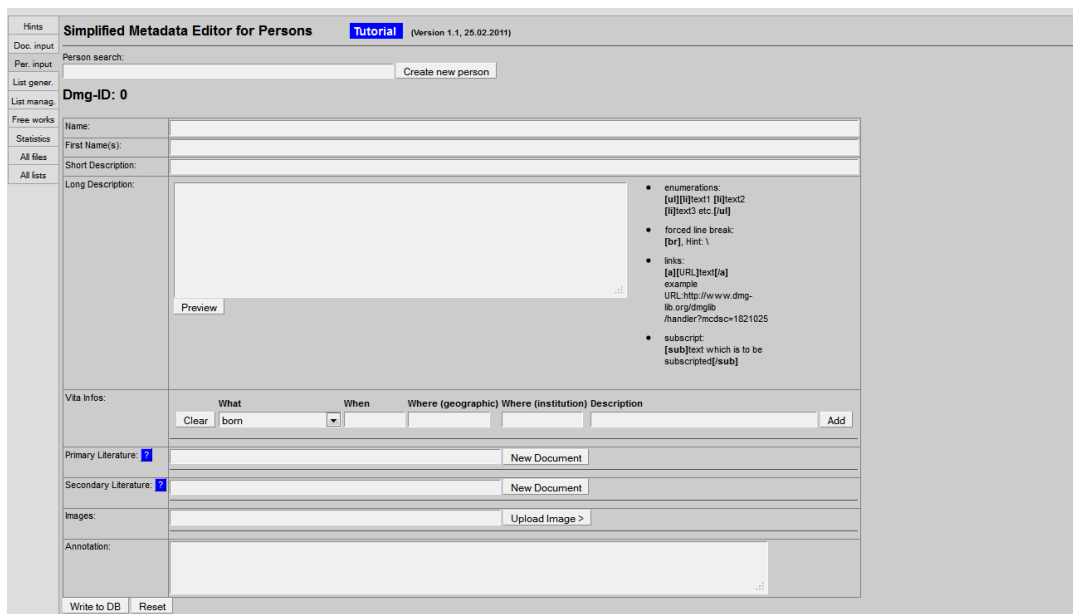 Hints
Doc. input
Per. input
List gener.
List manag.
Free works
Statistics
All files
All lists
Simplified Metadata Editor for Persons Tutorial (Version 1.1, 25.02.2011)
Person search:
Create new person
Dmg-ID: 0
Name:
First Name(s):
Short Description:
Long Description:
enumerations:
[ul][li]text1 [li]text2
[li]text3 etc.[/ul]
forced line break:
[br], Hint: \
links:
[a][URL]text[/a]
example
URL:http://www.dmg-
lib.org/dmglib
/handler?mcdsc=1821025
subscript:
[sub]text which is to be
subscripted[/sub]
Preview
Vita Infos:
What When Where (geographic) Where (institution) Description
Clear born Add
Primary Literature: ? New Document
Secondary Literature: ? New Document
Images: Upload Image >
Annotation:
Write to DB Reset